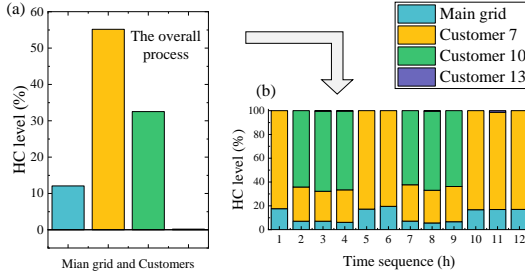 (a)
60
50
40
30
20
10
0
HC level (%)
The overall
process
Mian grid and Customers
Main grid
Customer 7
Customer 10
Customer 13
(b)
100
80
60
40
20
0
HC level (%)
1 2 3 4 5 6 7 8 9 10 11 12
Time sequence (h)